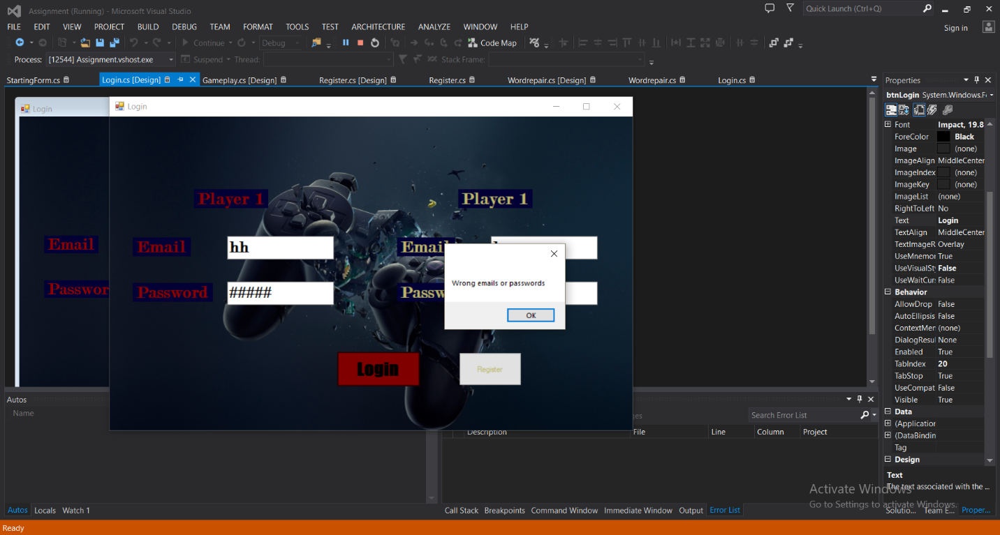 Assignment (Running) - Microsoft Visual Studio
Quick Launch (Ctrl+Q)
FILE EDIT VIEW PROJECT BUILD DEBUG TEAM FORMAT TOOLS TEST ARCHITECTURE ANALYZE WINDOW HELP
Sign in
Continue Debug Code Map
Process: [12544] Assignment.vshost.exe Suspend Thread: Stack Frame:
StartingForm.cs Login.cs [Design] Gameplay.cs [Design] Register.cs [Design] Register.cs Wordrepair.cs [Design] Wordrepair.cs Login.cs
Login
Email
Passwor
Login
Player 1 Player 1
Email hh Email
Password ##### Passw
Wrong emails or passwords
OK
Login Register
Properties
btnLogin System.Windows.F
Font Impact, 19.8
ForeColor Black
Image (none)
ImageAlign MiddleCenter
ImageIndex (none)
ImageKey (none)
ImageList (none)
RightToLeft No
Text Login
TextAlign MiddleCenter
TextImageR Overlay
UseMnemor True
UseVisualSt False
UseWaitCur False
Behavior
AllowDrop False
AutoEllipsis False
ContextMer (none)
DialogResul None
Enabled True
TabIndex 20
TabStop True
UseCompat False
Visible True
Data
(Application
(DataBindin
Tag
Design
Text
The text associated with the ...
Solutio... Team E... Proper...
Autos
Name
Autos Locals Watch 1
ges
Search Error List
Description File Line Column Project
Call Stack Breakpoints Command Window Immediate Window Output Error List
Activate Windows
Go to Settings to activate Windows.
Ready